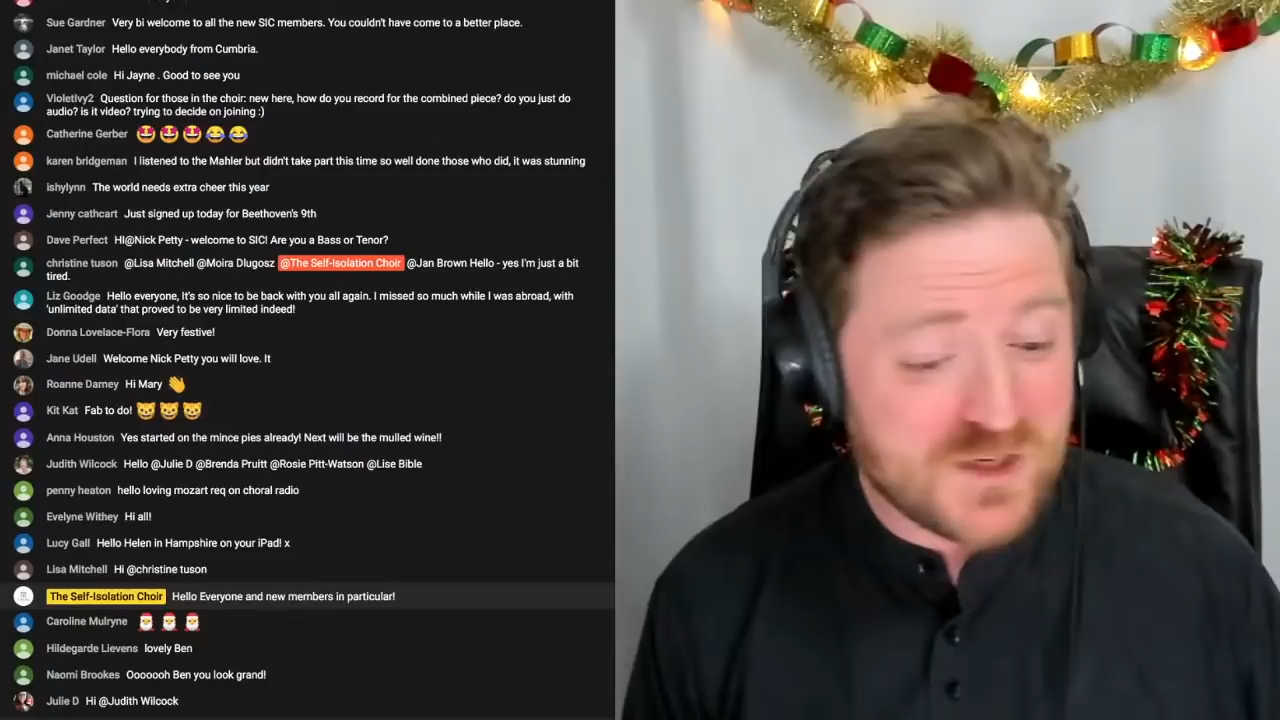 Sue Gardner Very bi welcome to all the new SIC members. You couldn't have come to a better place.
Janet Taylor Hello everybody from Cumbria.
michael cole Hi Jayne . Good to see you
VioletIvy2 Question for those in the choir: new here, how do you record for the combined piece? do you just do
audio? is it video? trying to decide on joining :)
Catherine Gerber 🤩🤩🤩😂😂
karen bridgeman I listened to the Mahler but didn't take part this time so well done those who did, it was stunning
ishylynn The world needs extra cheer this year
Jenny cathcart Just signed up today for Beethoven's 9th
Dave Perfect HI@Nick Petty - welcome to SIC! Are you a Bass or Tenor?
christine tuson @Lisa Mitchell @Moira Dlugosz @The Self-Isolation Choir @Jan Brown Hello - yes I'm just a bit
tired.
Liz Goodge Hello everyone, It's so nice to be back with you all again. I missed so much while I was abroad, with
'unlimited data' that proved to be very limited indeed!
Donna Lovelace-Flora Very festive!
Jane Udell Welcome Nick Petty you will love. It
Roanne Darney Hi Mary 👋
Kit Kat Fab to do! 😺😺😺
Anna Houston Yes started on the mince pies already! Next will be the mulled wine!!
Judith Wilcock Hello @Julie D @Brenda Pruitt @Rosie Pitt-Watson @Lise Bible
penny heaton hello loving mozart req on choral radio
Evelyne Withey Hi all!
Lucy Gall Hello Helen in Hampshire on your iPad! x
Lisa Mitchell Hi @christine tuson
The Self-Isolation Choir Hello Everyone and new members in particular!
Caroline Mulryne 🎅🎅🎅
Hildegarde Lievens lovely Ben
Naomi Brookes Ooooooh Ben you look grand!
Julie D Hi @Judith Wilcock